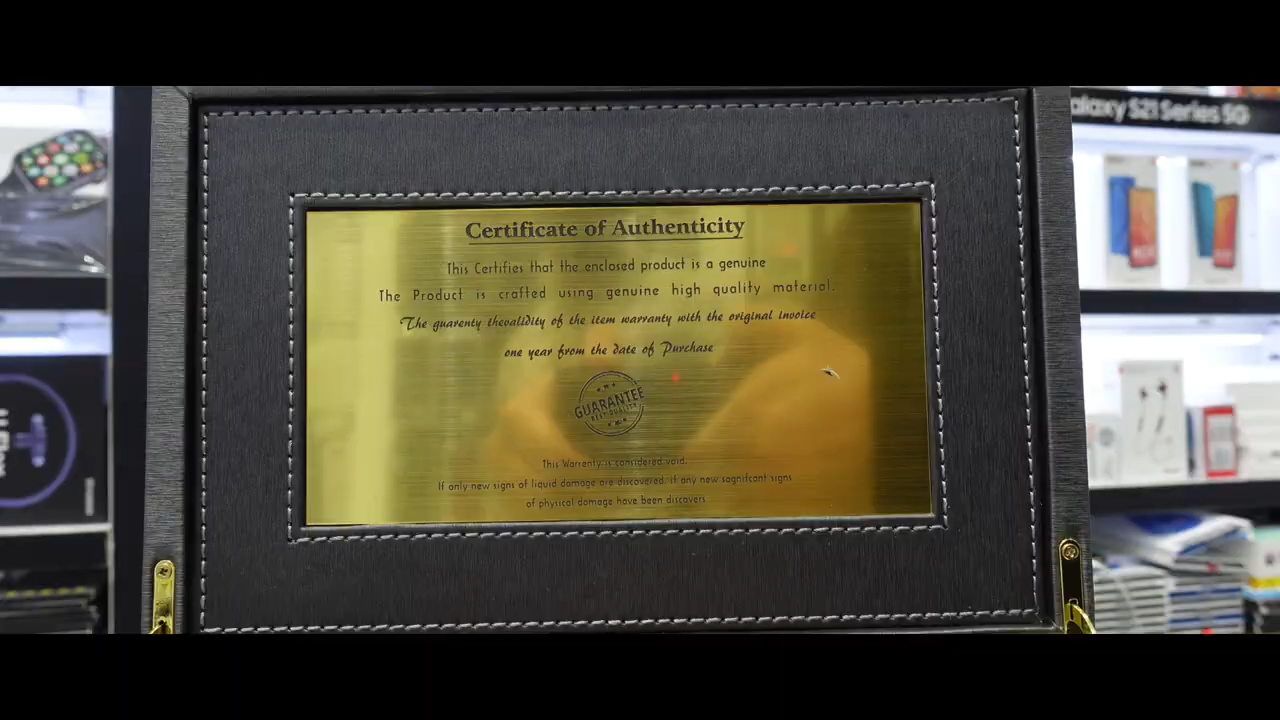 Certificate of Authenticity
This Certifies that the enclosed product is a genuine
The Product is crafted using genuine high quality material.
The guarenty thevalidity of the item warranty with the original invoice
one year from the date of Purchase
GUARANTEE
BEST QUALITY
This Warrenty is considered void.
If only new signs of liquid damage are discovered, if any new sagnifcant signs
of physical damage have been discovers
alaxy S21 Series 5G